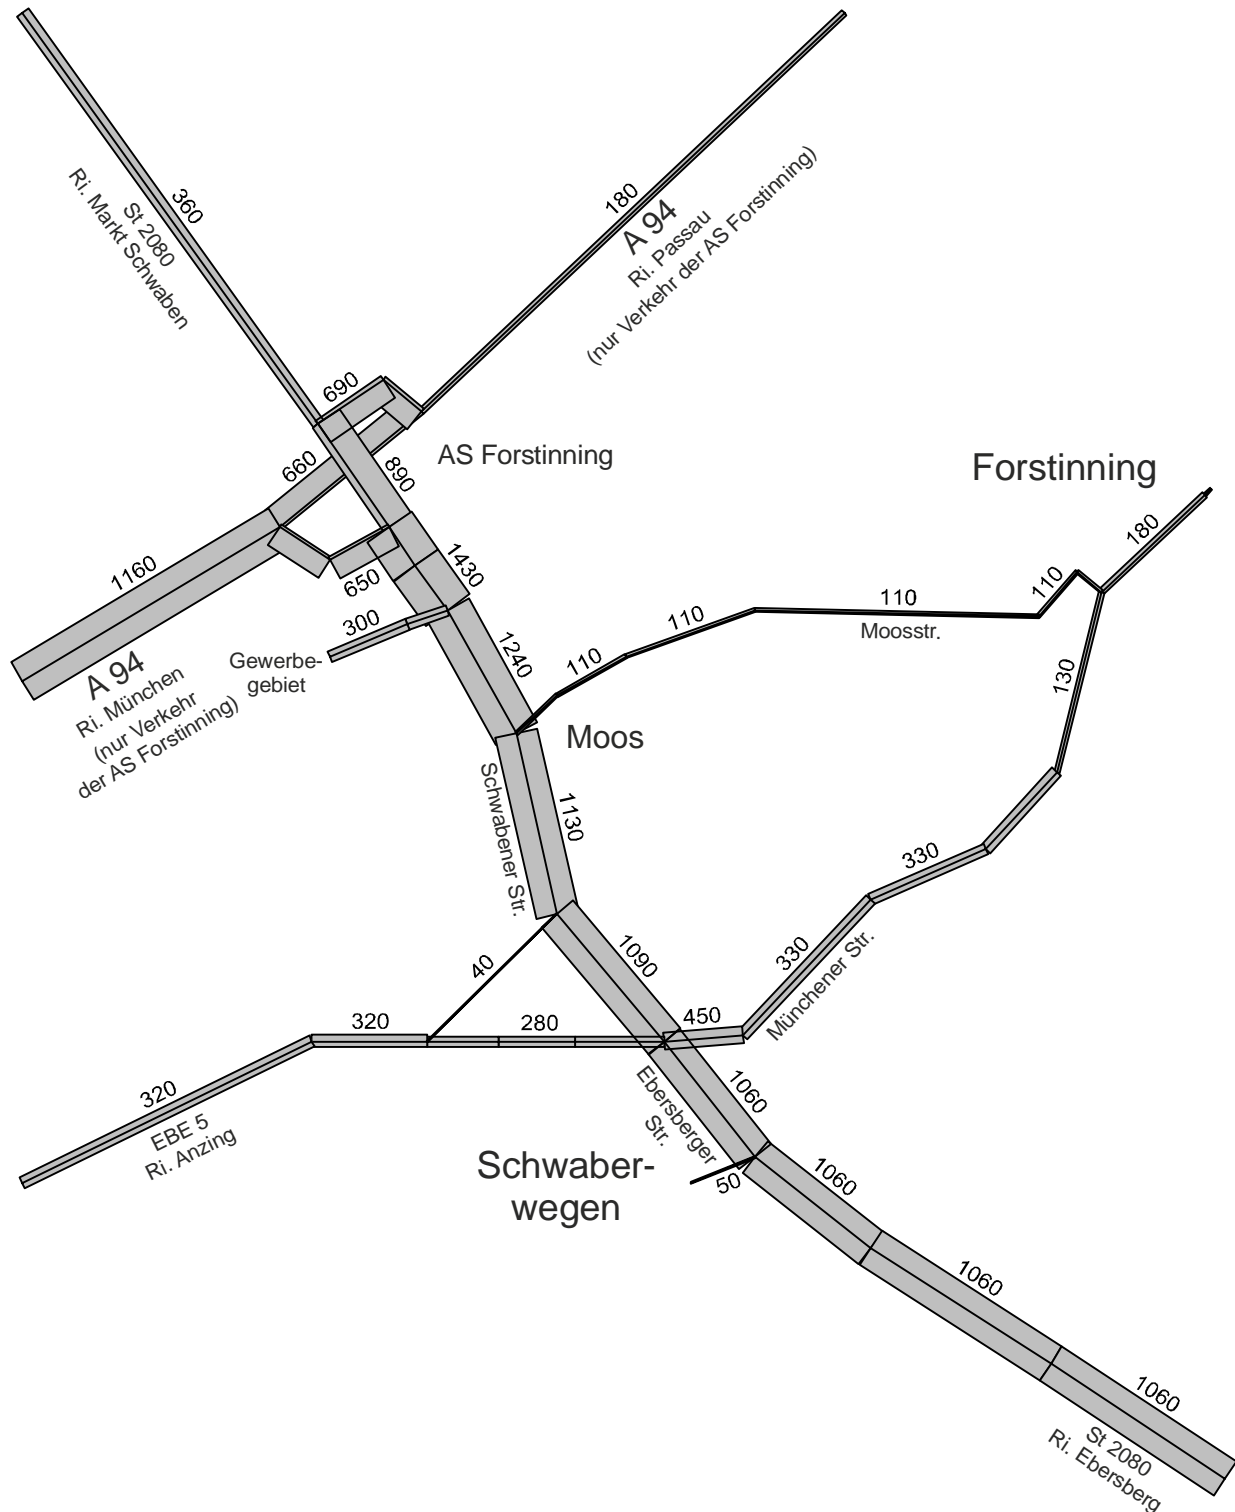 360
St 2080
Ri. Markt Schwaben
180
A 94
Ri. Passau
(nur Verkehr der AS Forstinning)
690
AS Forstinning
660
890
Forstinning
180
1160
650
1430
110
110
Moosstr.
110
110
300
Gewerbe-
gebiet
1240
130
A 94
Ri. München
(nur Verkehr
der AS Forstinning)
Moos
Schwabener Str.
1130
330
330
Münchener Str.
40
1090
450
320
280
320
EBE 5
Ri. Anzing
Ebersberger
Str.
1060
Schwaber-
wegen
50
1060
1060
1060
St 2080
Ri. Ebersberg